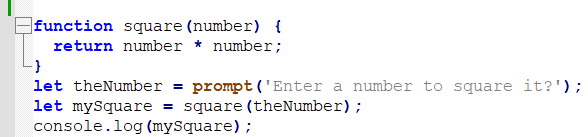 function square(number) {
  return number * number;
}
let theNumber = prompt('Enter a number to square it?');
let mySquare = square(theNumber);
console.log(mySquare);